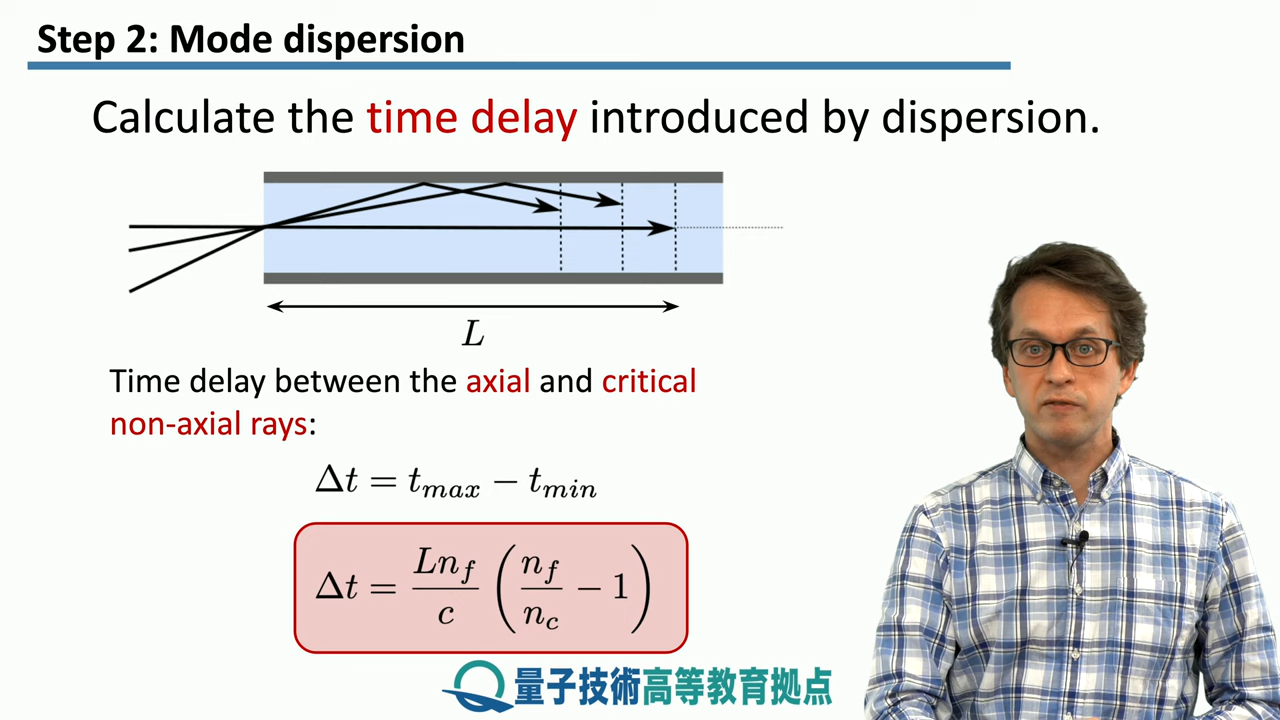 Step 2: Mode dispersion
Calculate the time delay introduced by dispersion.
L
Time delay between the axial and critical
non-axial rays:
Δt = t_max − t_min
Δt = Ln_f/c (n_f/n_c − 1)
量子技術高等教育拠点